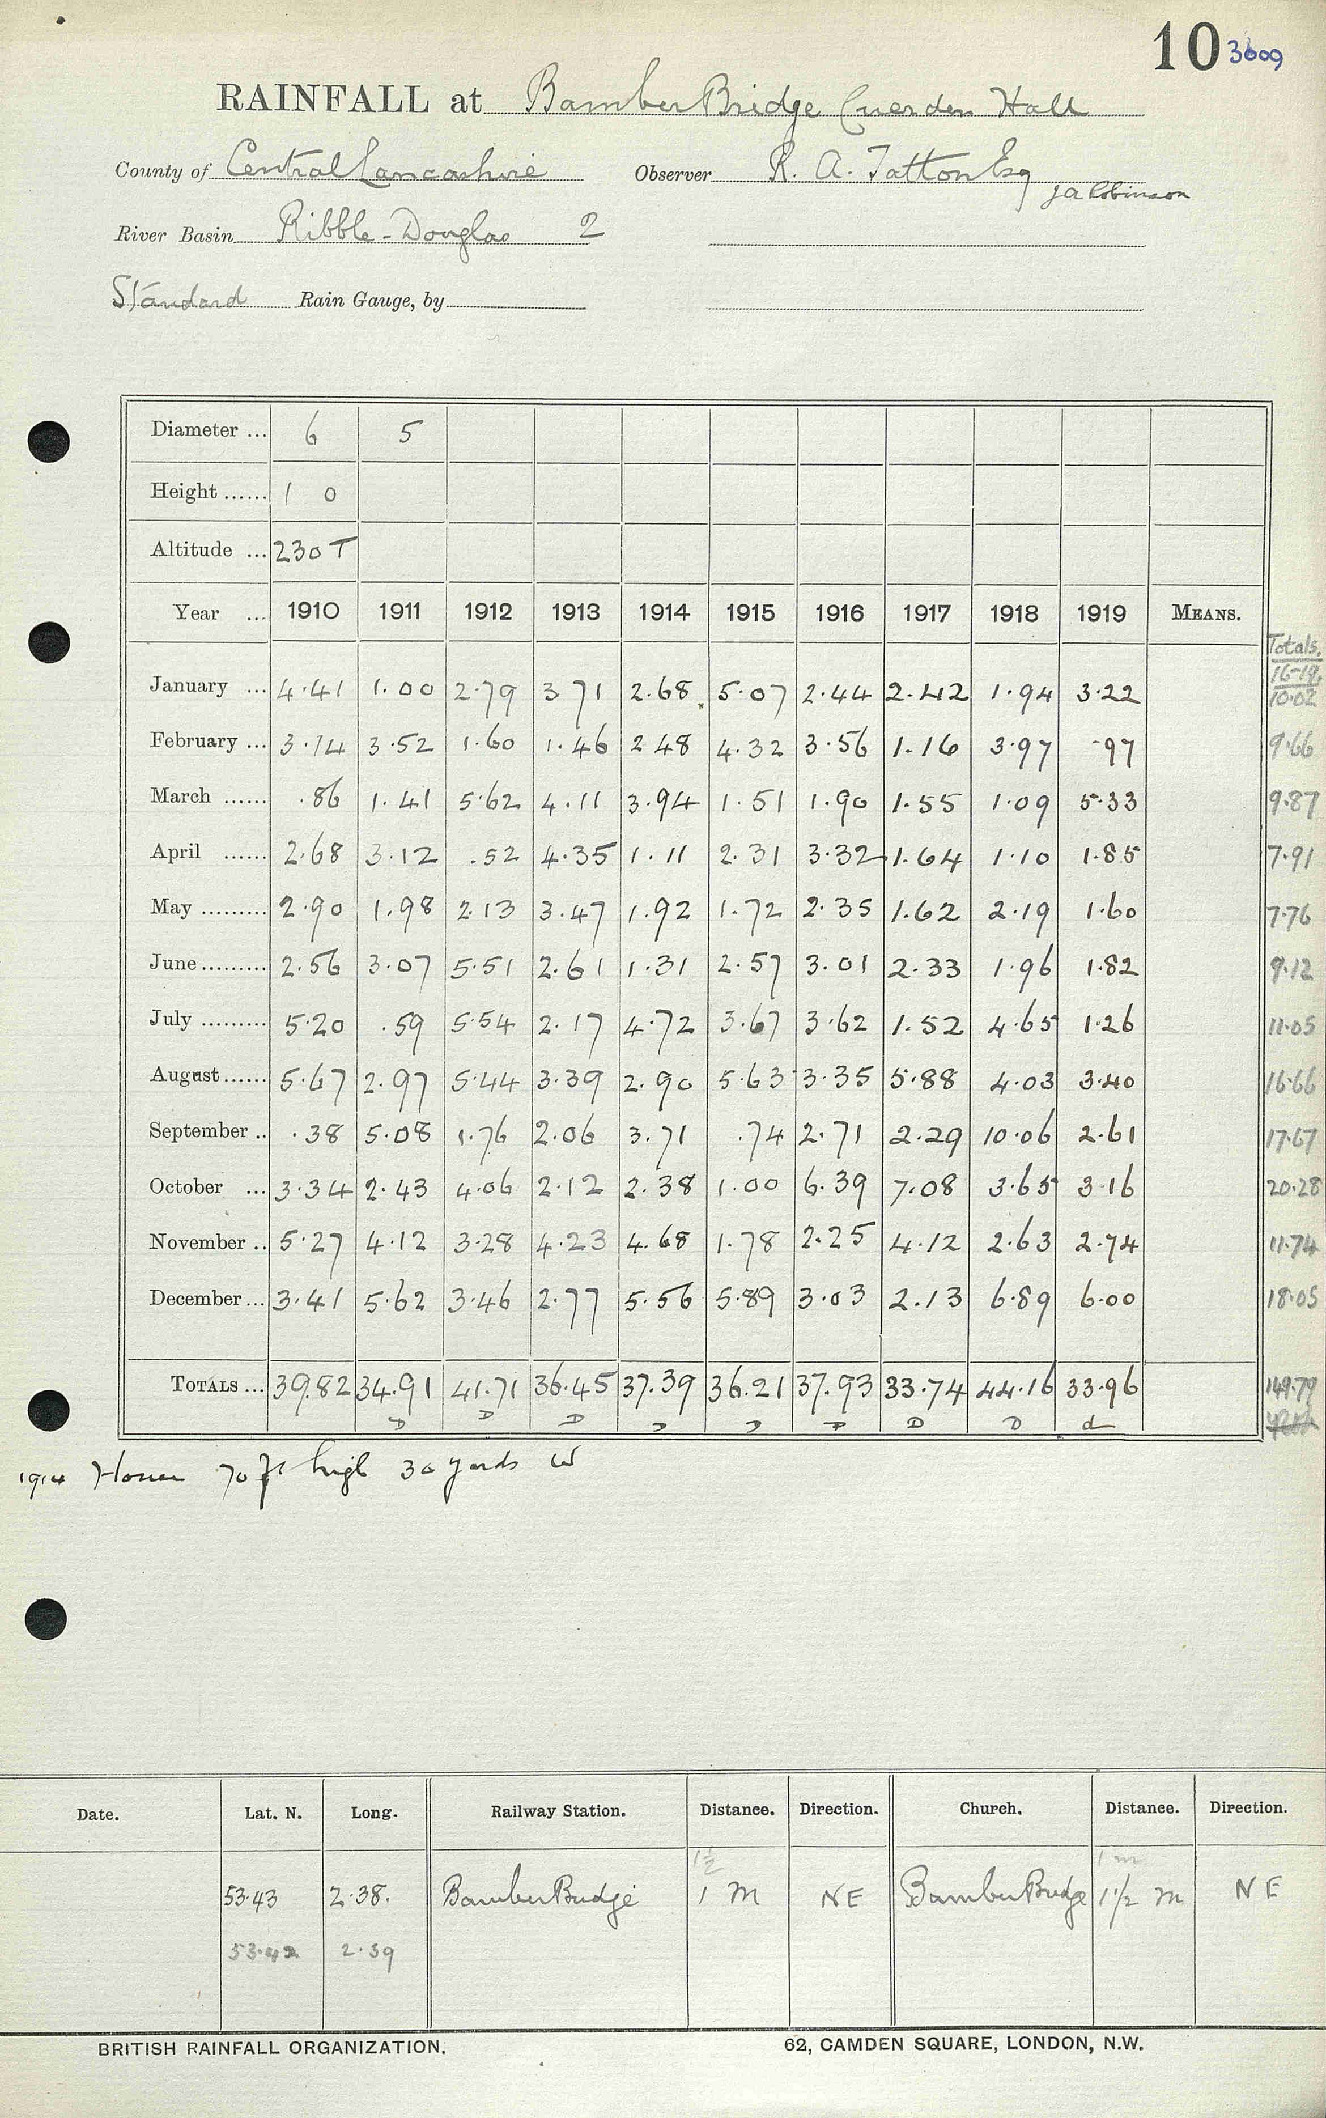 10 3609
RAINFALL at Bamber Bridge Cuerden Hall
County of Central Lancashire Observer R. A. Tatton Esq
J A Robinson
River Basin Ribble-Douglas 2
Standard Rain Gauge, by
Diameter ... 6 5
Height ...... 1 0
Altitude ... 230 T
Year ... 1910 1911 1912 1913 1914 1915 1916 1917 1918 1919 MEANS.
Totals,
16-19
January ... 4.41 1.00 2.79 3.71 2.68 5.07 2.44 2.42 1.94 3.22 10.02
February ... 3.14 3.52 1.60 1.46 2.48 4.32 3.56 1.16 3.97 .97 9.66
March ...... .86 1.41 5.62 4.11 3.94 1.51 1.90 1.55 1.09 5.33 9.87
April ...... 2.68 3.12 .52 4.35 1.11 2.31 3.32 1.64 1.10 1.85 7.91
May ......... 2.90 1.98 2.13 3.47 1.92 1.72 2.35 1.62 2.19 1.60 7.76
June ......... 2.56 3.07 5.51 2.61 1.31 2.57 3.01 2.33 1.96 1.82 9.12
July ......... 5.20 .59 5.54 2.17 4.72 3.67 3.62 1.52 4.65 1.26 11.05
August ...... 5.67 2.97 5.44 3.39 2.90 5.63 3.35 5.88 4.03 3.40 16.66
September .. .38 5.08 1.76 2.06 3.71 .74 2.71 2.29 10.06 2.61 17.67
October ... 3.34 2.43 4.06 2.12 2.38 1.00 6.39 7.08 3.65 3.16 20.28
November .. 5.27 4.12 3.28 4.23 4.68 1.78 2.25 4.12 2.63 2.74 11.74
December ... 3.41 5.62 3.46 2.77 5.56 5.89 3.03 2.13 6.89 6.00 18.05
TOTALS ... 39.82 34.91 41.71 36.45 37.39 36.21 37.93 33.74 44.16 33.96 149.79
D D D D D D D D d
1914 House 70 ft high 30 yards W
Date. Lat. N. Long. Railway Station. Distance. Direction. Church. Distance. Direction.
1½ 1 m
53.43 2.38. Bamber Bridge 1 m NE Bamber Bridge 1½ m NE
53.42 2.39
BRITISH RAINFALL ORGANIZATION. 62, CAMDEN SQUARE, LONDON, N.W.